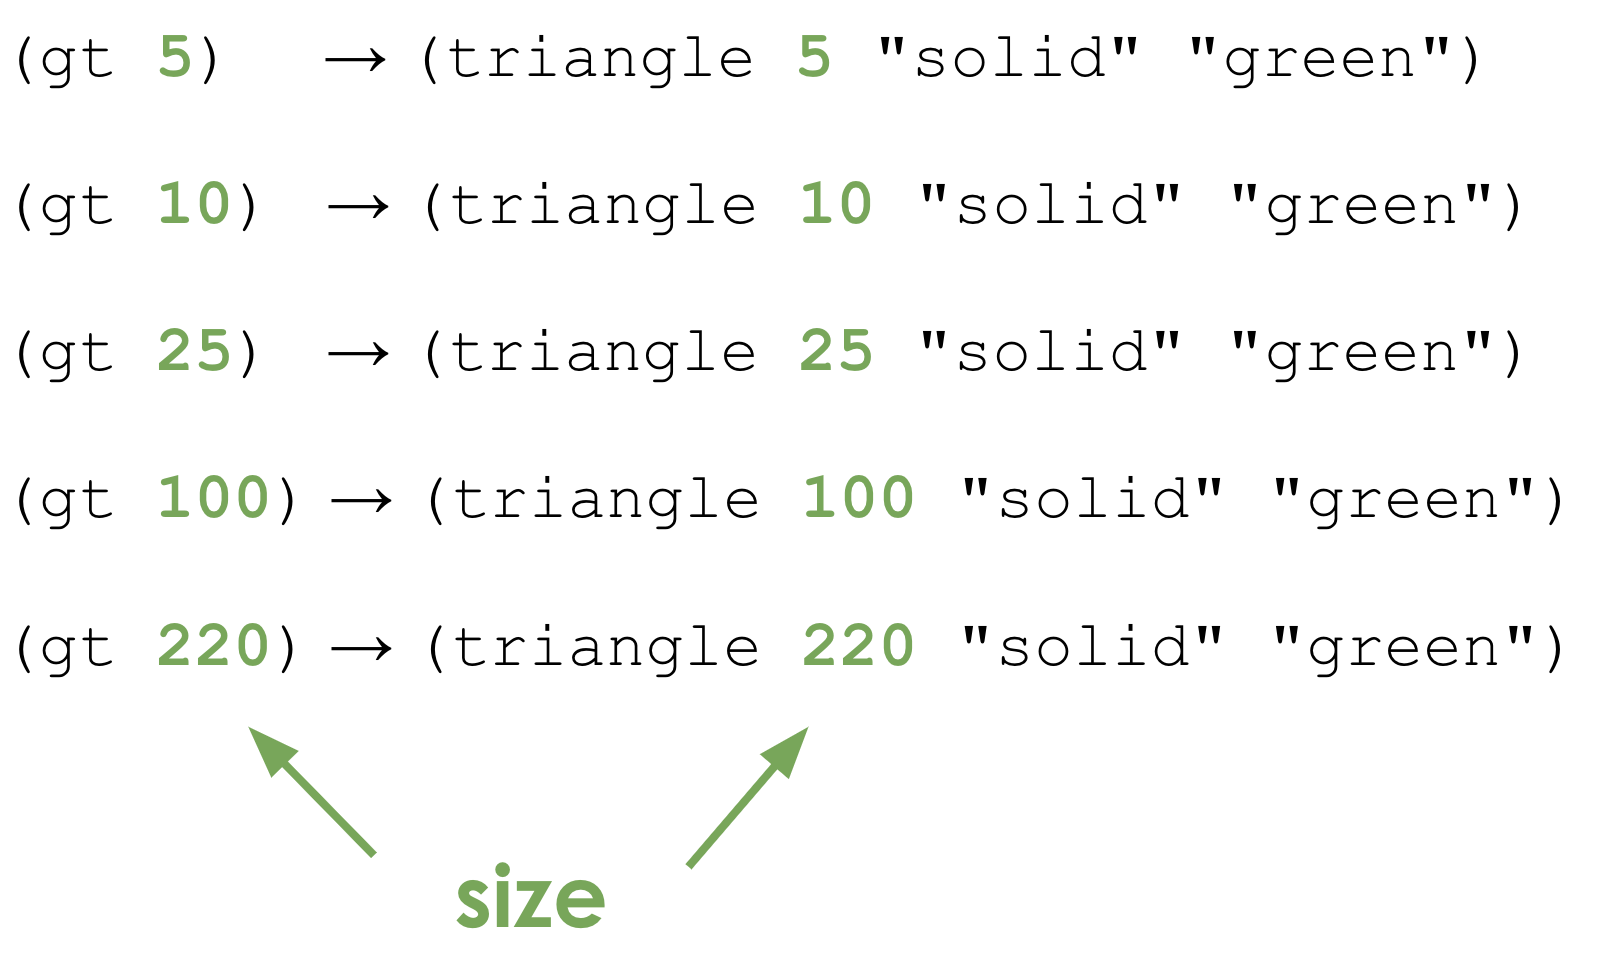 (gt 5) → (triangle 5 "solid" "green")
(gt 10) → (triangle 10 "solid" "green")
(gt 25) → (triangle 25 "solid" "green")
(gt 100) → (triangle 100 "solid" "green")
(gt 220) → (triangle 220 "solid" "green")
size